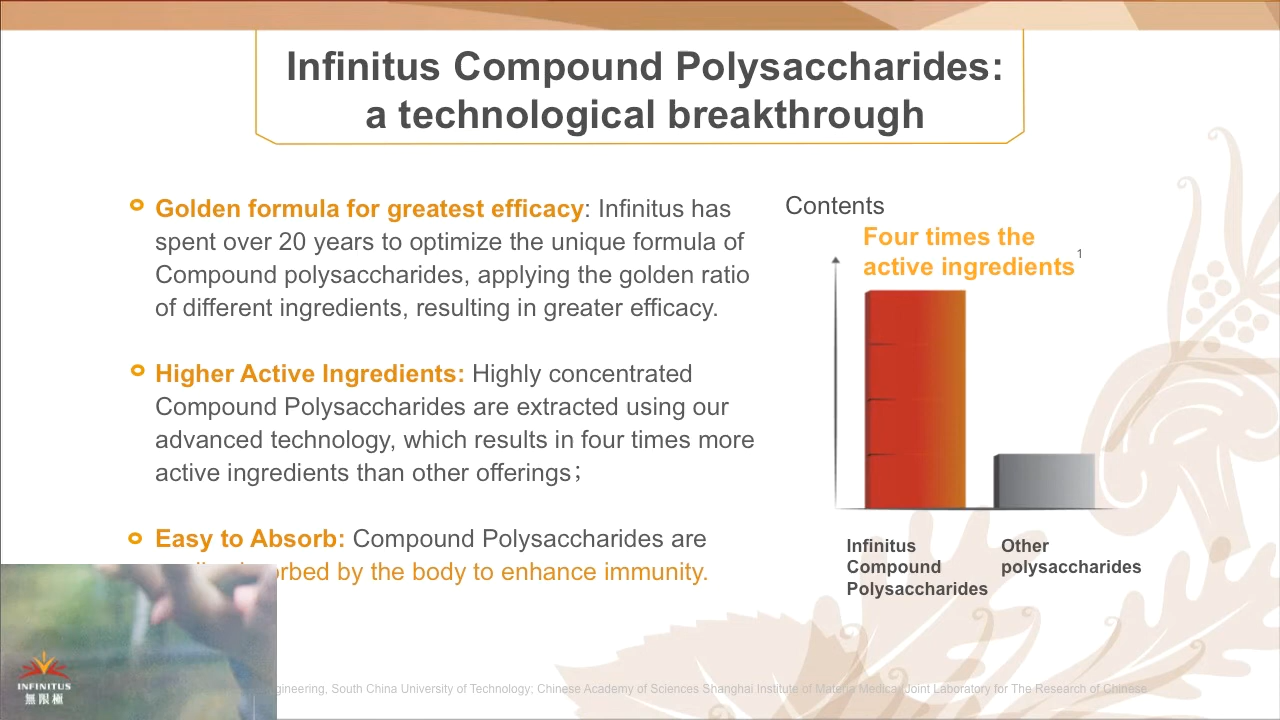 Infinitus Compound Polysaccharides:
a technological breakthrough
Golden formula for greatest efficacy: Infinitus has
spent over 20 years to optimize the unique formula of
Compound polysaccharides, applying the golden ratio
of different ingredients, resulting in greater efficacy.
Higher Active Ingredients: Highly concentrated
Compound Polysaccharides are extracted using our
advanced technology, which results in four times more
active ingredients than other offerings；
Easy to Absorb: Compound Polysaccharides are
by the body to enhance immunity.
Contents
Four times the
active ingredients1
Infinitus
Compound
Polysaccharides
Other
polysaccharides
South China University of Technology; Chinese Academy of Sciences Shanghai Institute of Materia Medica; Joint Laboratory for The Research of Chinese
INFINITUS
無限極